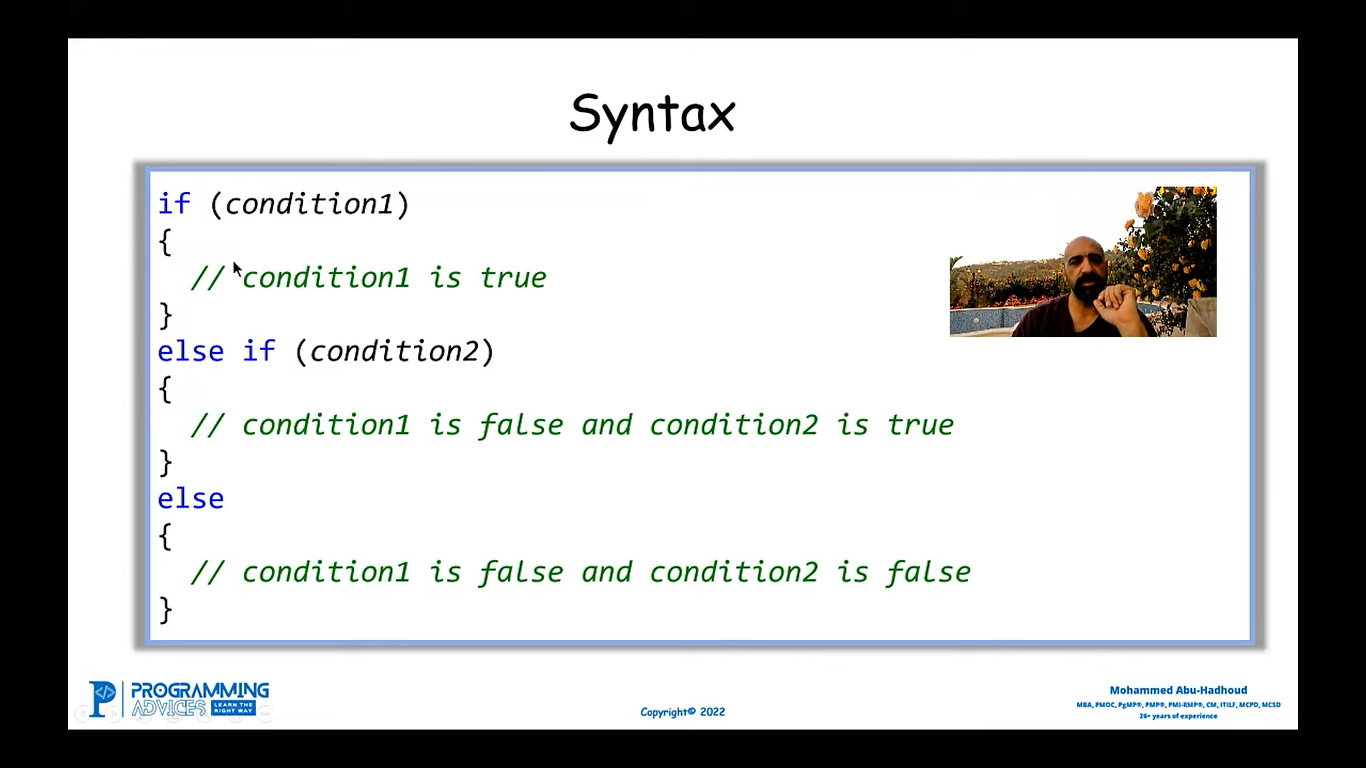 Syntax
if (condition1)
{
// condition1 is true
}
else if (condition2)
{
// condition1 is false and condition2 is true
}
else
{
// condition1 is false and condition2 is false
}
PROGRAMMING
ADVICES LEARN THE RIGHT WAY
Copyright© 2022
Mohammed Abu-Hadhoud
MBA, PMOC, PgMP®, PMP®, PMI-RMP®, CM, ITILF, MCPD, MCSD
26+ years of experience